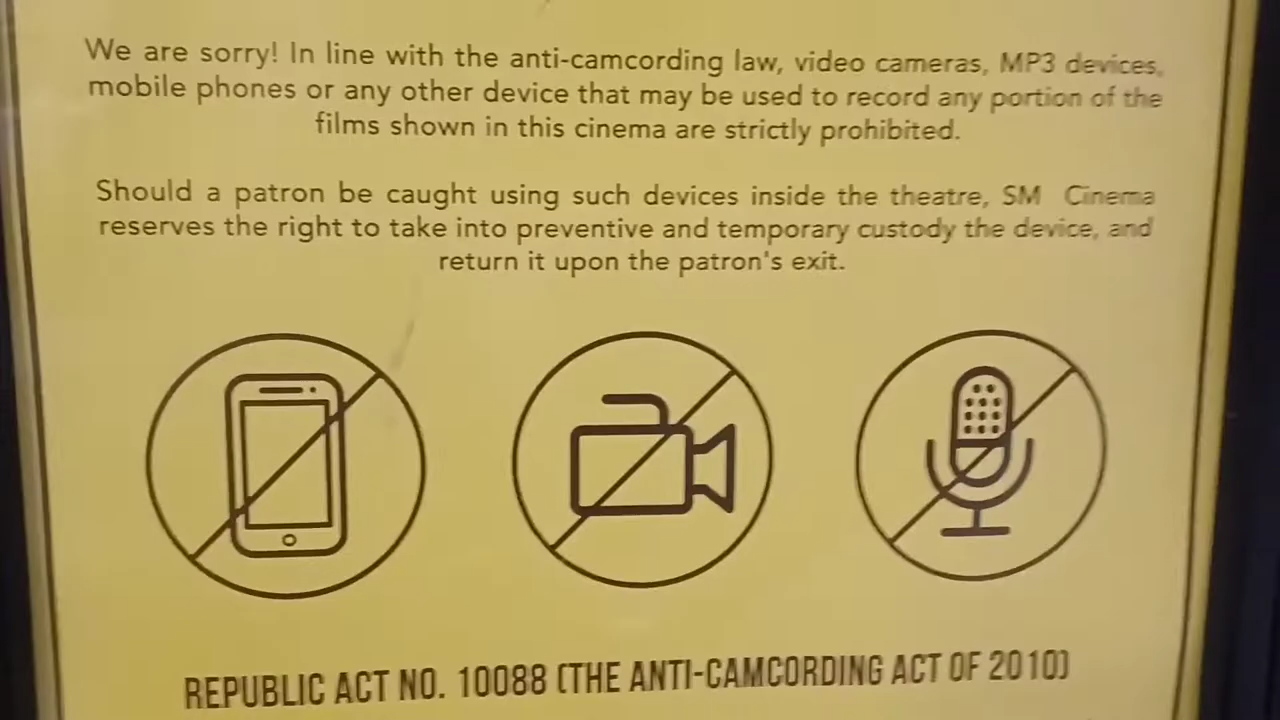 We are sorry! In line with the anti-camcording law, video cameras, MP3 devices,
mobile phones or any other device that may be used to record any portion of the
films shown in this cinema are strictly prohibited.
Should a patron be caught using such devices inside the theatre, SM Cinema
reserves the right to take into preventive and temporary custody the device, and
return it upon the patron's exit.
REPUBLIC ACT NO. 10088 (THE ANTI-CAMCORDING ACT OF 2010)